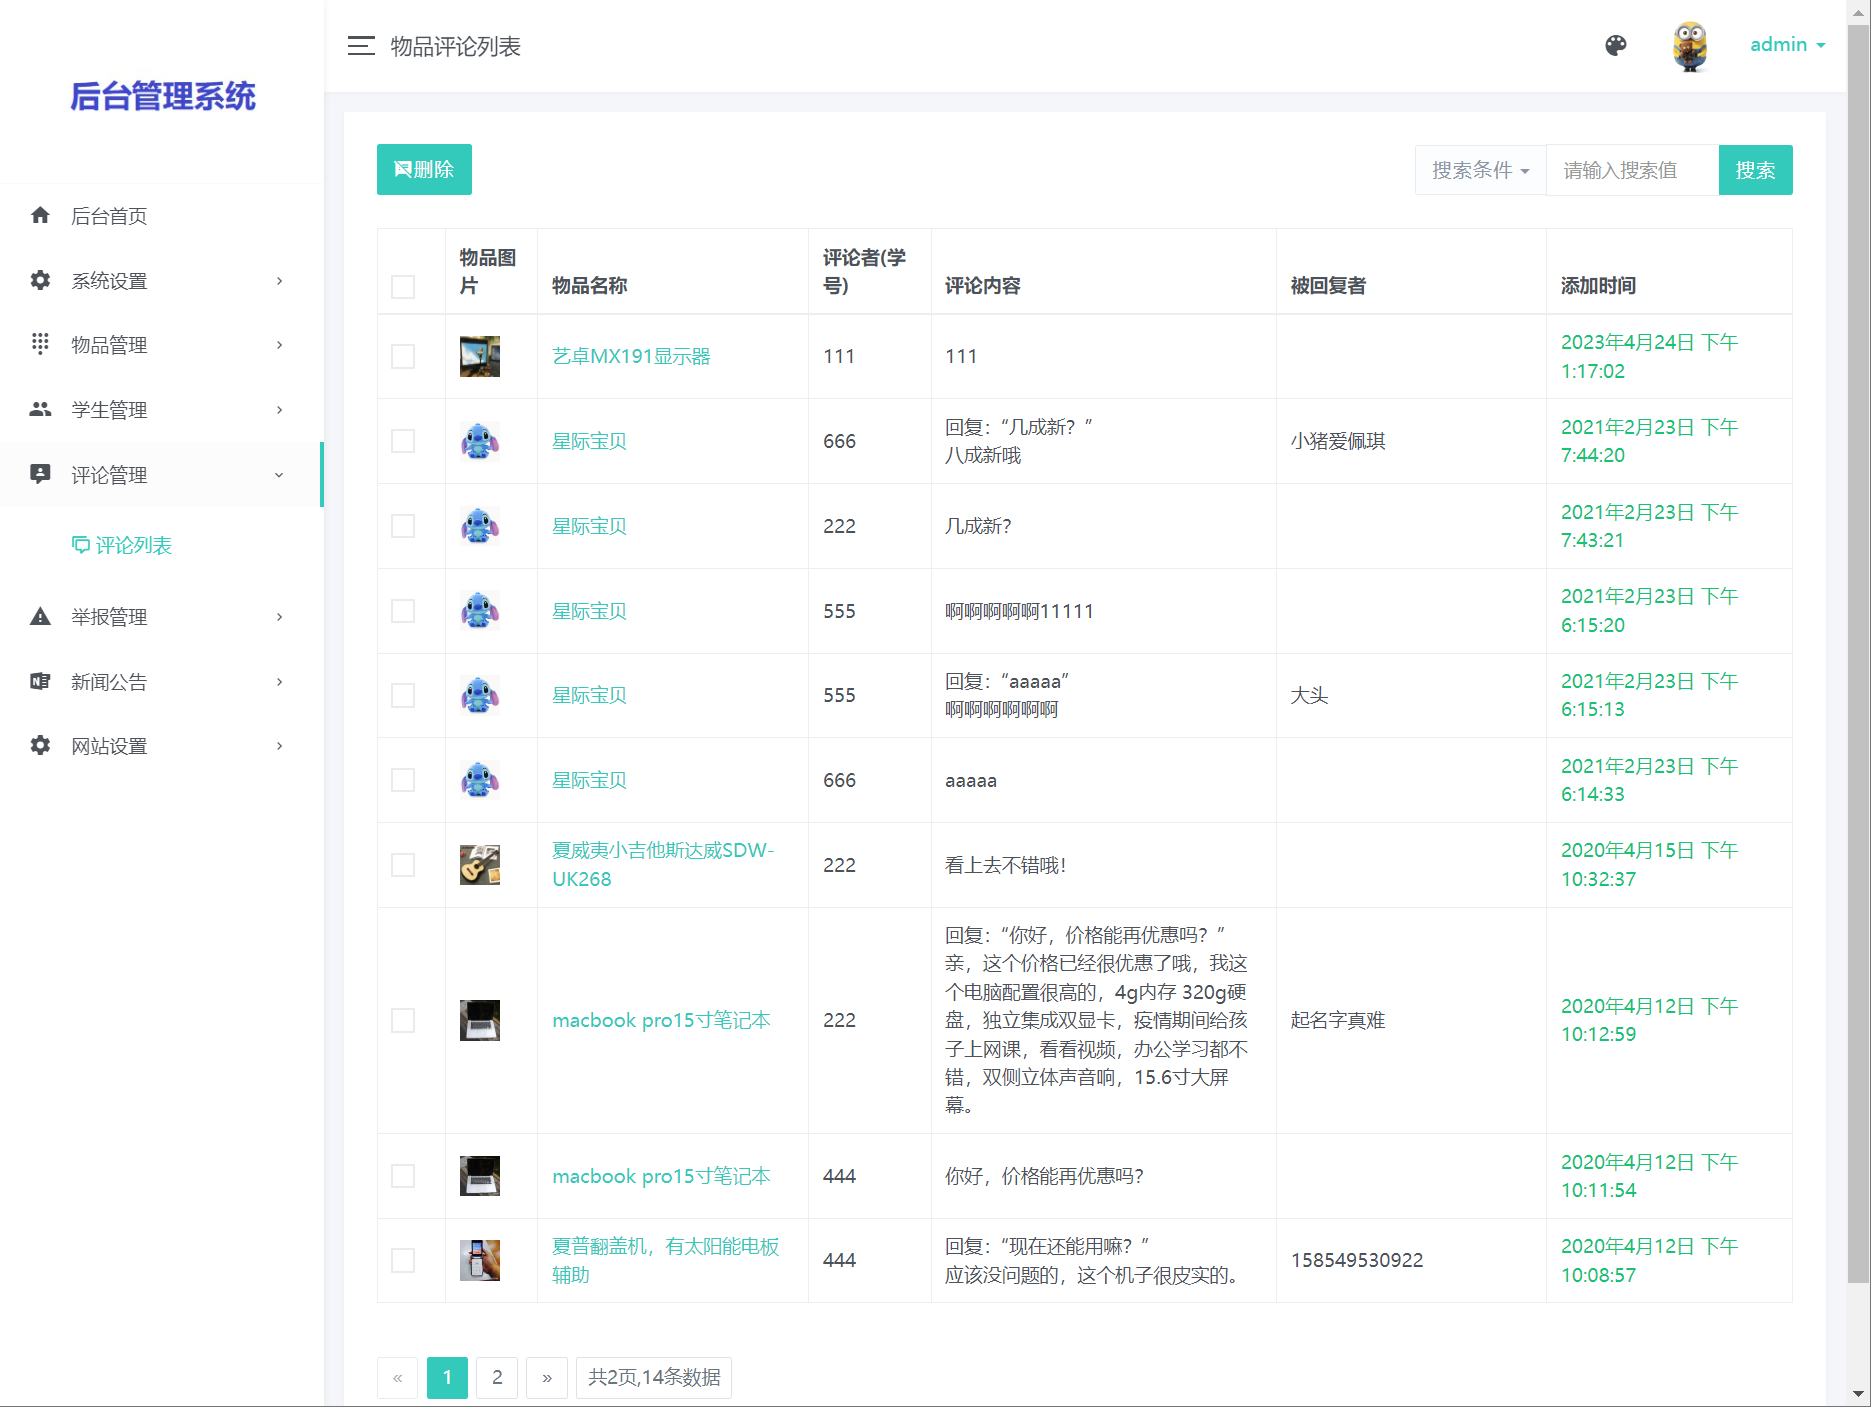 后台管理系统
后台首页
系统设置
物品管理
学生管理
评论管理
评论列表
举报管理
新闻公告
网站设置
物品评论列表
admin
删除
搜索条件
请输入搜索值
搜索
物品图
片
物品名称
评论者(学
号)
评论内容
被回复者
添加时间
艺卓MX191显示器
111
111
2023年4月24日 下午
1:17:02
星际宝贝
666
回复：“几成新？”
八成新哦
小猪爱佩琪
2021年2月23日 下午
7:44:20
星际宝贝
222
几成新？
2021年2月23日 下午
7:43:21
星际宝贝
555
啊啊啊啊啊11111
2021年2月23日 下午
6:15:20
星际宝贝
555
回复：“aaaaa”
啊啊啊啊啊啊
大头
2021年2月23日 下午
6:15:13
星际宝贝
666
aaaaa
2021年2月23日 下午
6:14:33
夏威夷小吉他斯达威SDW-
UK268
222
看上去不错哦！
2020年4月15日 下午
10:32:37
macbook pro15寸笔记本
222
回复：“你好，价格能再优惠吗？”
亲，这个价格已经很优惠了哦，我这
个电脑配置很高的，4g内存 320g硬
盘，独立集成双显卡，疫情期间给孩
子上网课，看看视频，办公学习都不
错，双侧立体声音响，15.6寸大屏
幕。
起名字真难
2020年4月12日 下午
10:12:59
macbook pro15寸笔记本
444
你好，价格能再优惠吗？
2020年4月12日 下午
10:11:54
夏普翻盖机，有太阳能电板
辅助
444
回复：“现在还能用嘛？”
应该没问题的，这个机子很皮实的。
158549530922
2020年4月12日 下午
10:08:57
«
1
2
»
共2页,14条数据